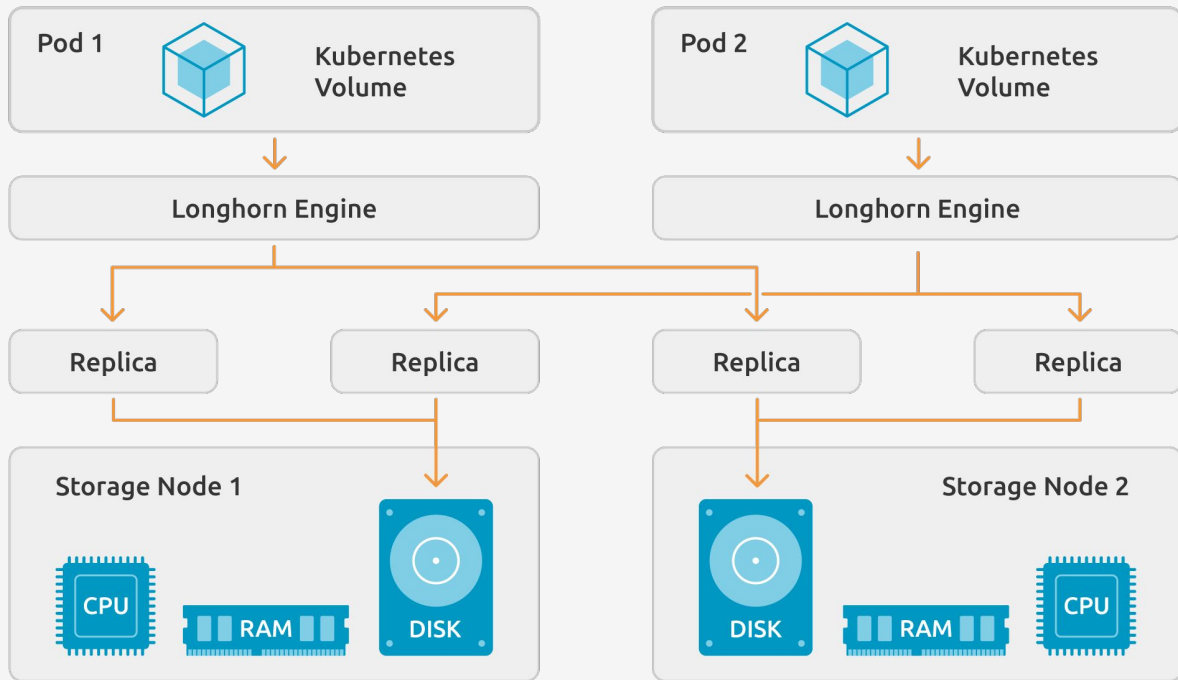 Pod 1
Kubernetes
Volume
Pod 2
Kubernetes
Volume
Longhorn Engine
Longhorn Engine
Replica
Replica
Replica
Replica
Storage Node 1
CPU
RAM
DISK
Storage Node 2
DISK
RAM
CPU